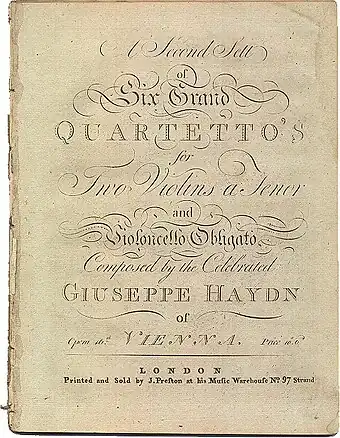 A Second Sett
of
Six Grand
QUARTETTO'S
for
Two Violins a Tenor
and
Violoncello Obligato
Composed by the Celebrated
GIUSEPPE HAYDN
of
Opera VIENNA. Price
LONDON
Printed and Sold by J. Preſton at his Muſic Warehouſe No. 97 Strand